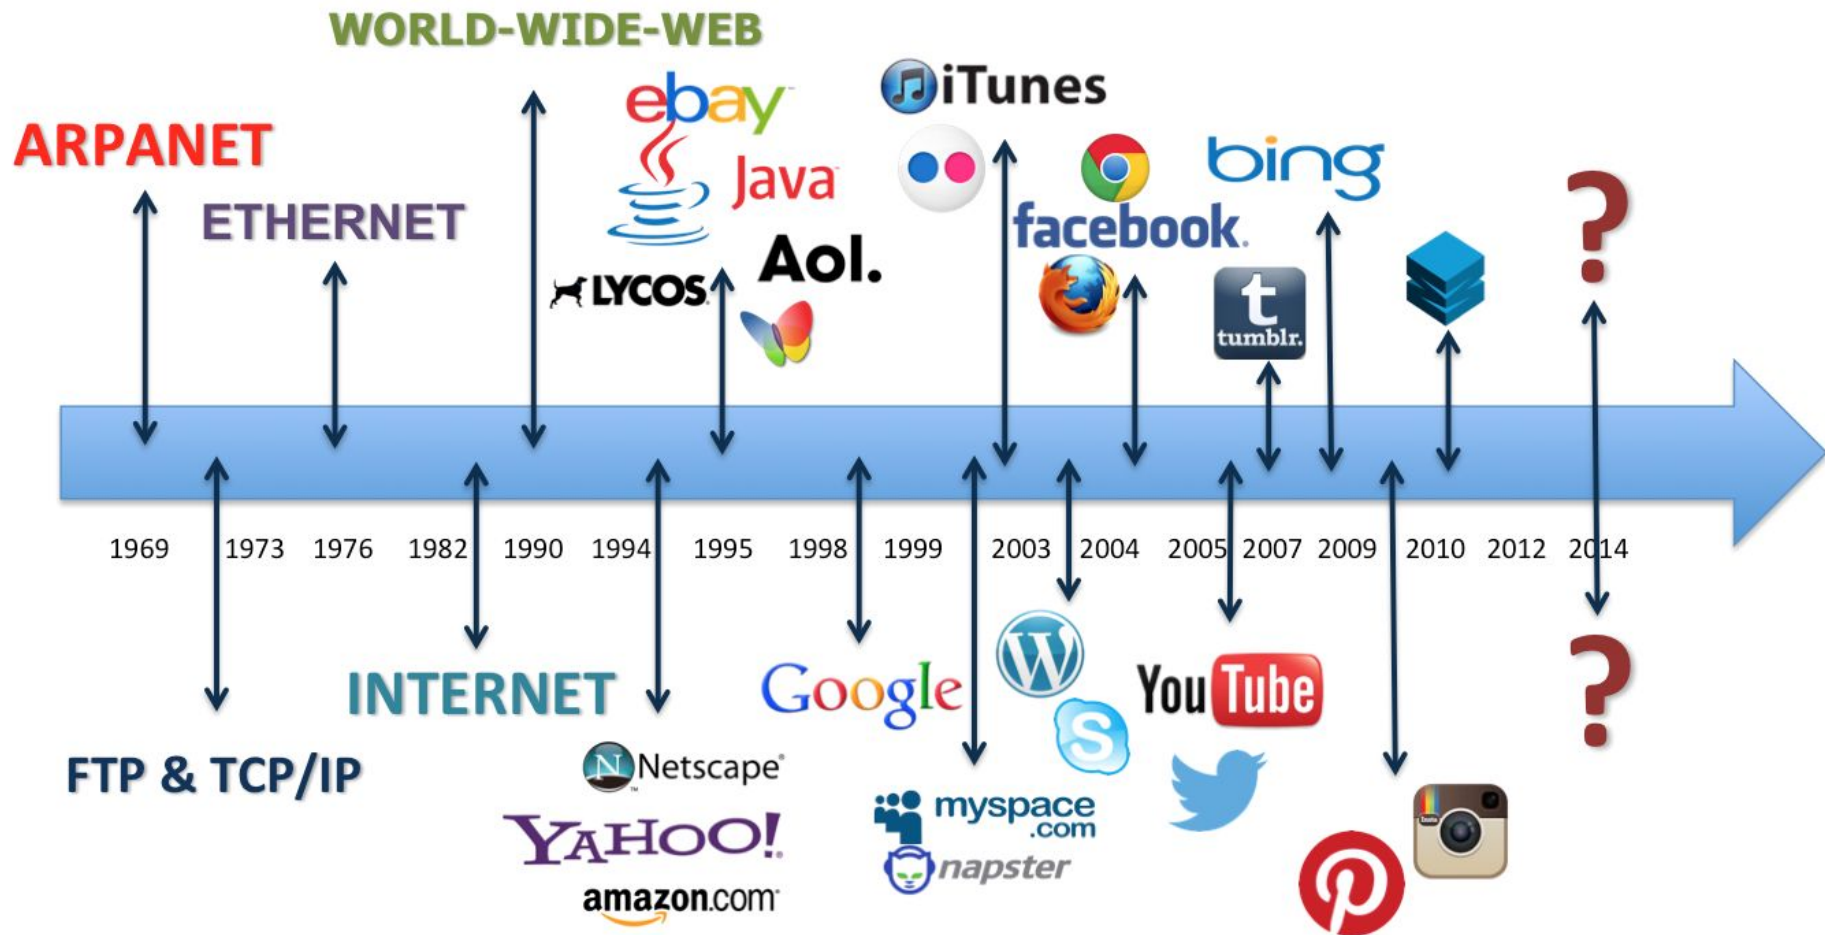 WORLD-WIDE-WEB
ebay
iTunes
ARPANET
Java
bing
?
ETHERNET
facebook.
Aol.
LYCOS
t
tumblr.
1969 1973 1976 1982 1990 1994 1995 1998 1999 2003 2004 2005 2007 2009 2010 2012 2014
INTERNET
Google
W
You Tube
?
S
FTP & TCP/IP
N Netscape
YAHOO!
myspace
.com
napster
amazon.com